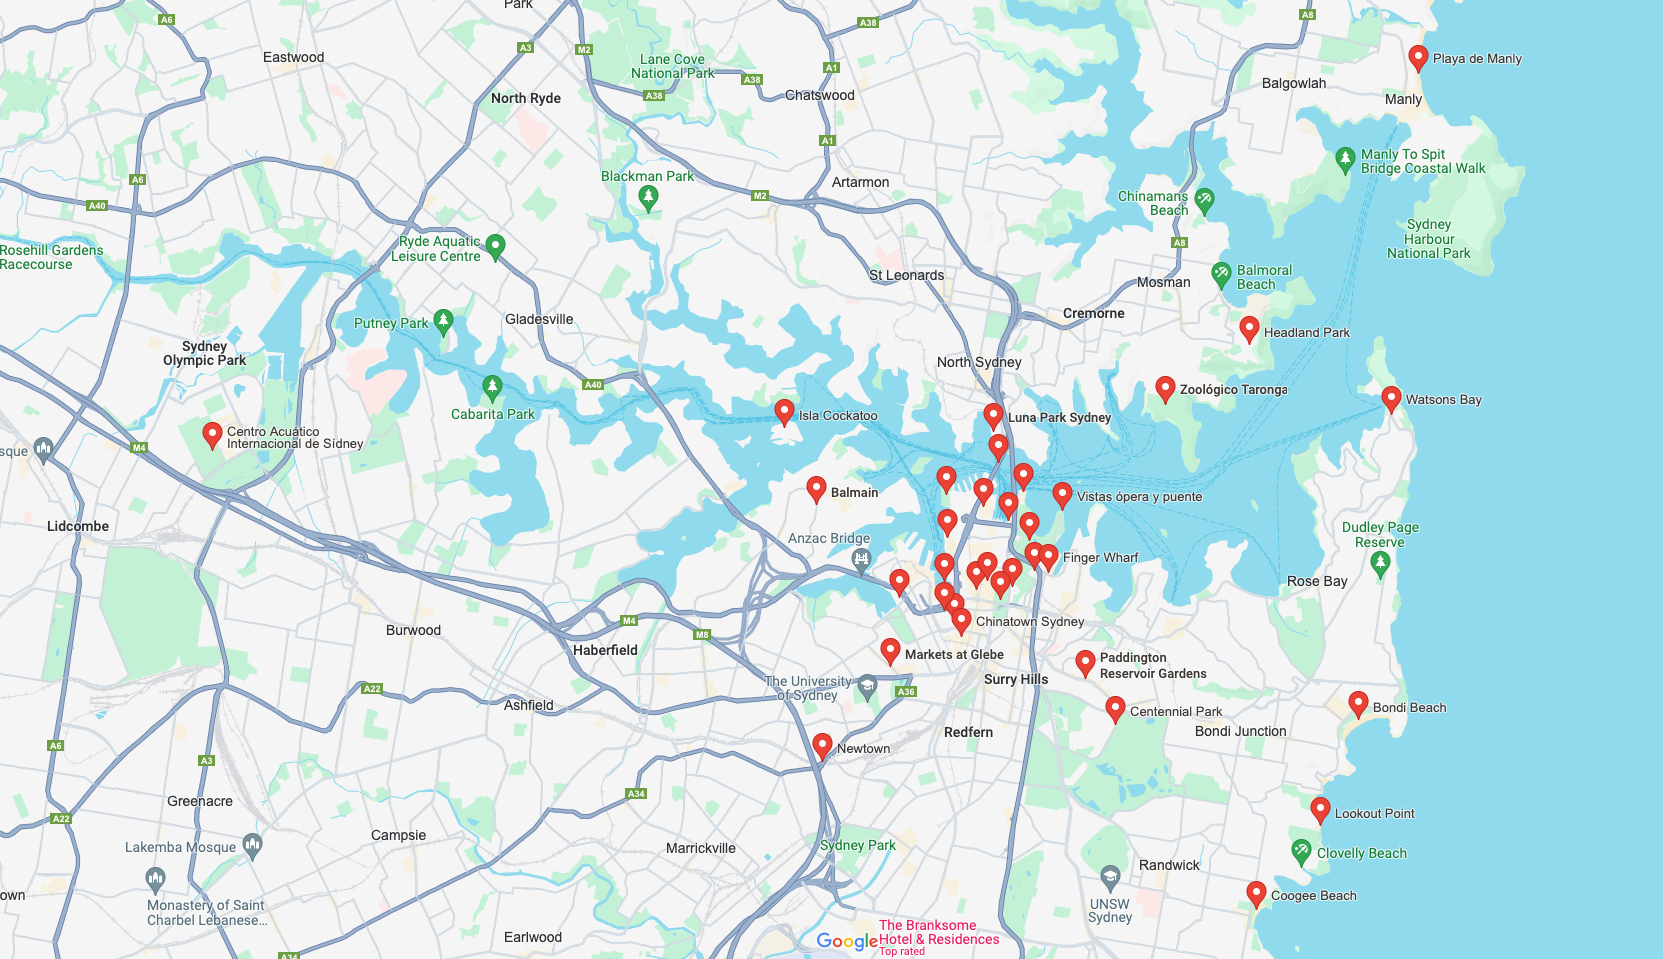 Park
A6
A38
A8
Eastwood
A3
M2
Lane Cove
National Park
A1
A38
A38
Chatswood
North Ryde
Playa de Manly
Balgowlah
Manly
A1
Manly To Spit
Bridge Coastal Walk
Blackman Park
Artarmon
A6
A40
M2
Chinamans
Beach
Sydney
Harbour
National Park
Rosehill Gardens
Racecourse
Ryde Aquatic
Leisure Centre
A8
St Leonards
Balmoral
Beach
Mosman
Putney Park
Gladesville
Cremorne
Headland Park
Sydney
Olympic Park
North Sydney
A40
Zoológico Taronga
Watsons Bay
Cabarita Park
Isla Cockatoo
Luna Park Sydney
Centro Acuático
Internacional de Sídney
M4
sque
Balmain
Vistas ópera y puente
Lidcombe
Anzac Bridge
Dudley Page
Reserve
Finger Wharf
Rose Bay
Burwood
M4
M8
Chinatown Sydney
Haberfield
Markets at Glebe
Paddington
Reservoir Gardens
The University
of Sydney
Surry Hills
A22
A36
Ashfield
Centennial Park
Bondi Beach
Redfern
Bondi Junction
A6
A3
Newtown
Greenacre
A34
A22
Lookout Point
Campsie
Lakemba Mosque
Marrickville
Sydney Park
Clovelly Beach
Randwick
own
Monastery of Saint
Charbel Lebanese...
UNSW
Sydney
Coogee Beach
Earlwood
Google
The Branksome
Hotel & Residences
Top rated
A34